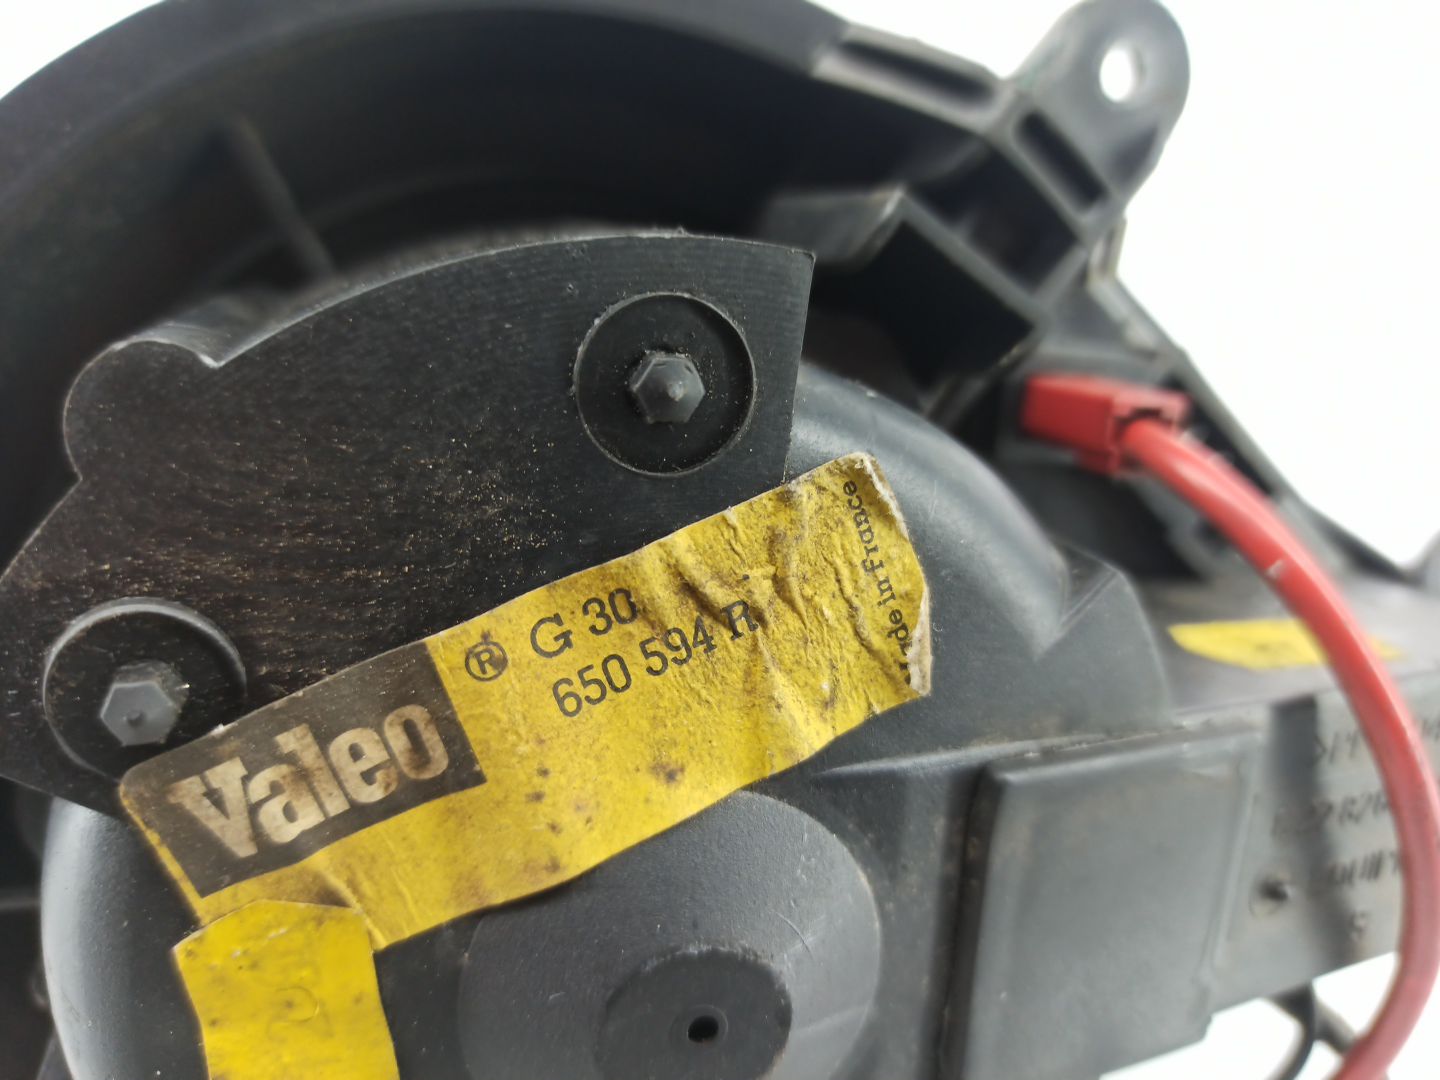 Valeo
® G 30
650 594 R
Made in France